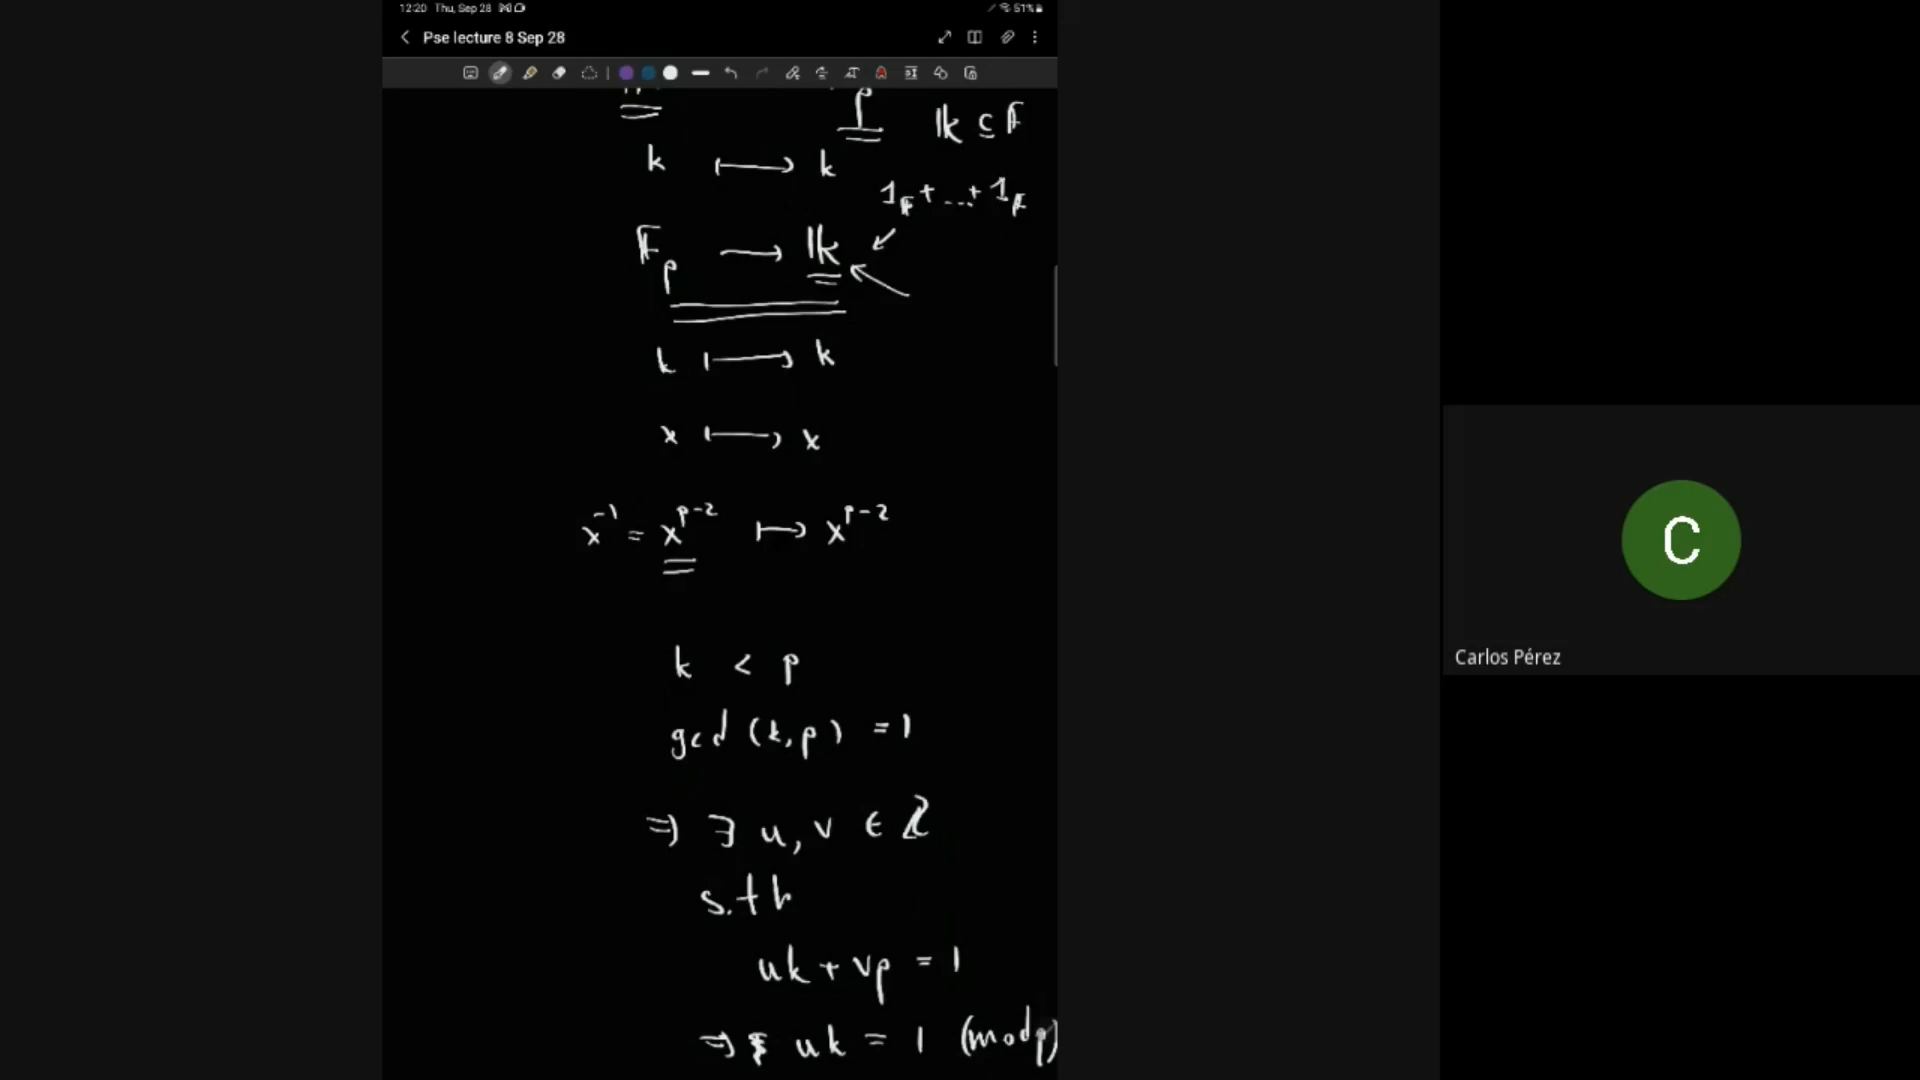 12:20 Thu, Sep 28
51%
Pse lecture 8 Sep 28
p 𝕜 ⊆ 𝔽
k ⟼ k
1_𝔽 + ... + 1_𝔽
𝔽_p ⟶ 𝕜
k ⟼ k
x ⟼ x
x^{-1} = x^{p-2} ⟼ x^{p-2}
k < p
gcd (k, p) = 1
⇒ ∃ u, v ∈ ℤ
s.th
uk + vp = 1
⇒ uk = 1 (mod p)
C
Carlos Pérez